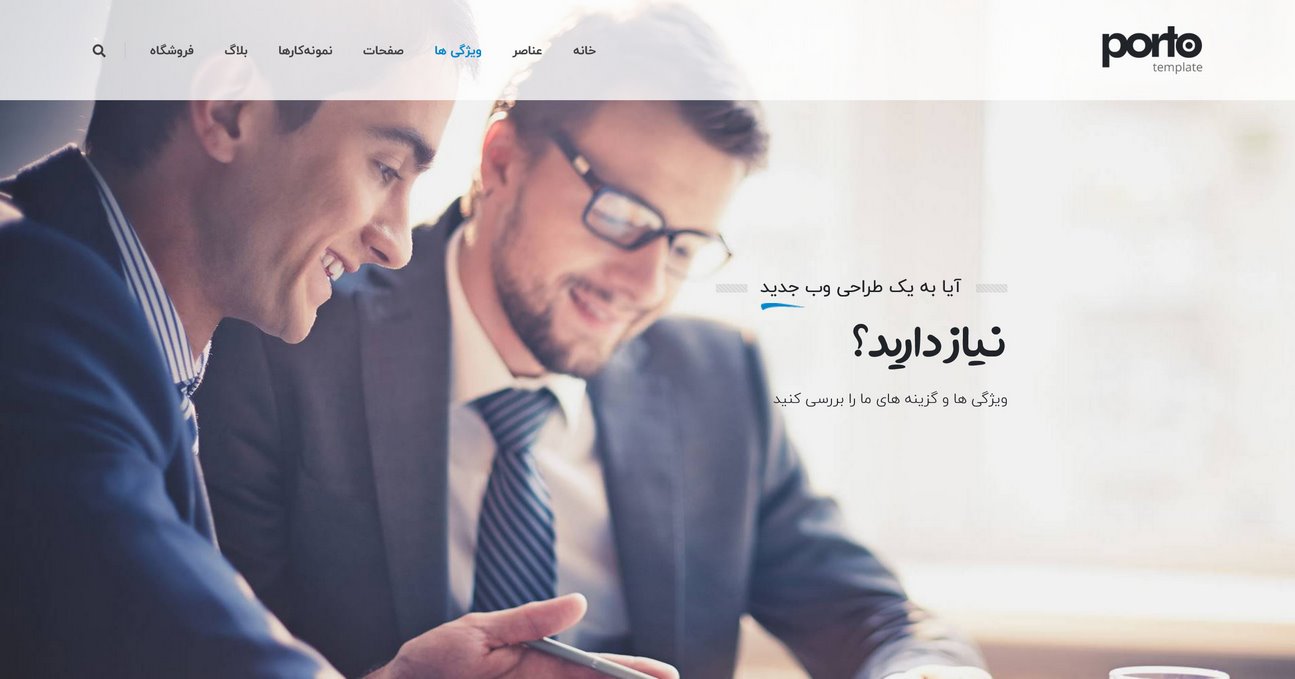 porto
template
خانه
عناصر
ویژگی ها
صفحات
نمونه‌کارها
بلاگ
فروشگاه
آیا به یک طراحی وب جدید
نیاز دارید؟
ویژگی ها و گزینه های ما را بررسی کنید